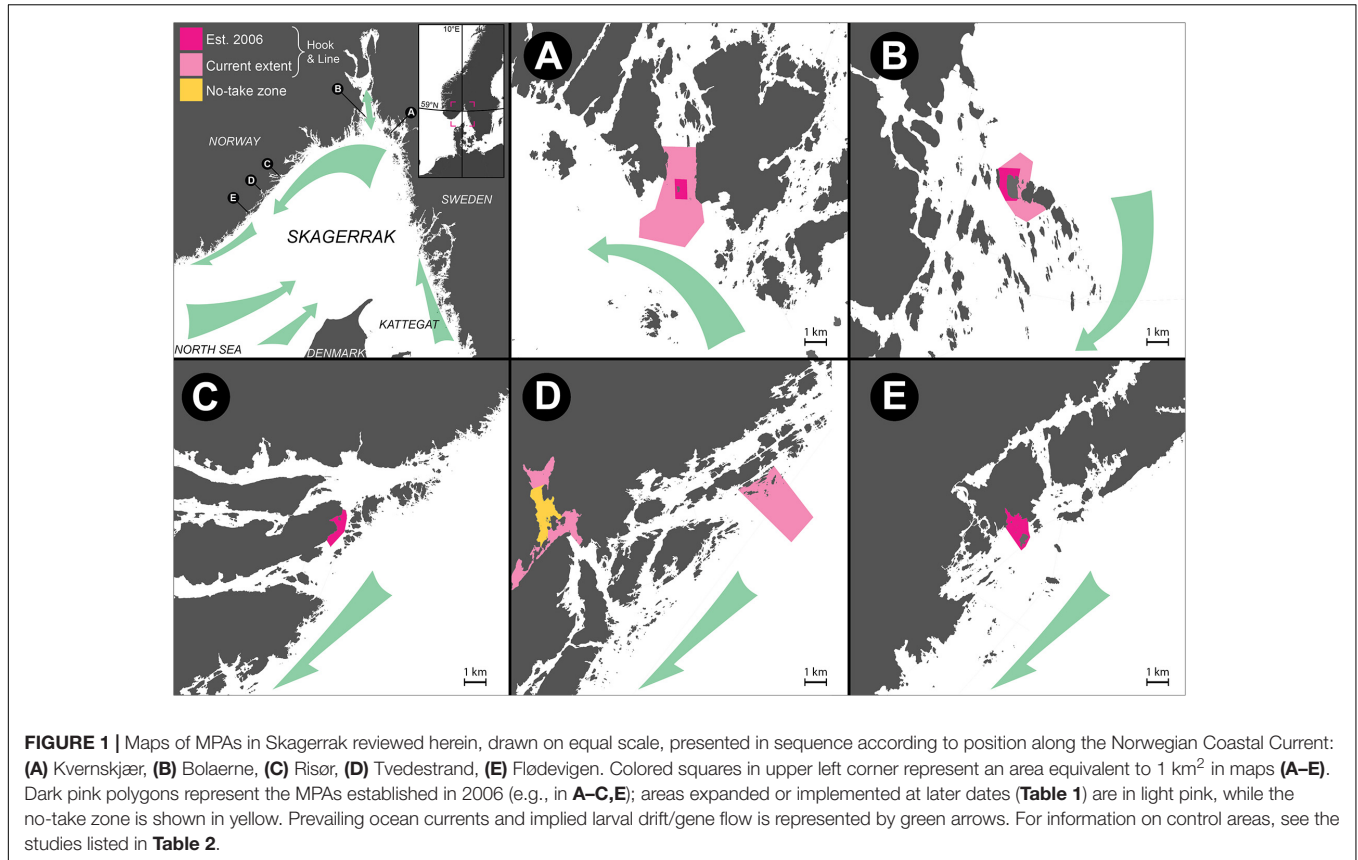 Est. 2006
Current extent
Hook
& Line
No-take zone
10°E
59°N
B
A
NORWAY
C
D
E
SWEDEN
SKAGERRAK
KATTEGAT
NORTH SEA
DENMARK
A
1 km
B
1 km
C
1 km
D
1 km
E
1 km
FIGURE 1 | Maps of MPAs in Skagerrak reviewed herein, drawn on equal scale, presented in sequence according to position along the Norwegian Coastal Current:
(A) Kvernskjær, (B) Bolaerne, (C) Risør, (D) Tvedestrand, (E) Flødevigen. Colored squares in upper left corner represent an area equivalent to 1 km² in maps (A–E).
Dark pink polygons represent the MPAs established in 2006 (e.g., in A–C,E); areas expanded or implemented at later dates (Table 1) are in light pink, while the
no-take zone is shown in yellow. Prevailing ocean currents and implied larval drift/gene flow is represented by green arrows. For information on control areas, see the
studies listed in Table 2.